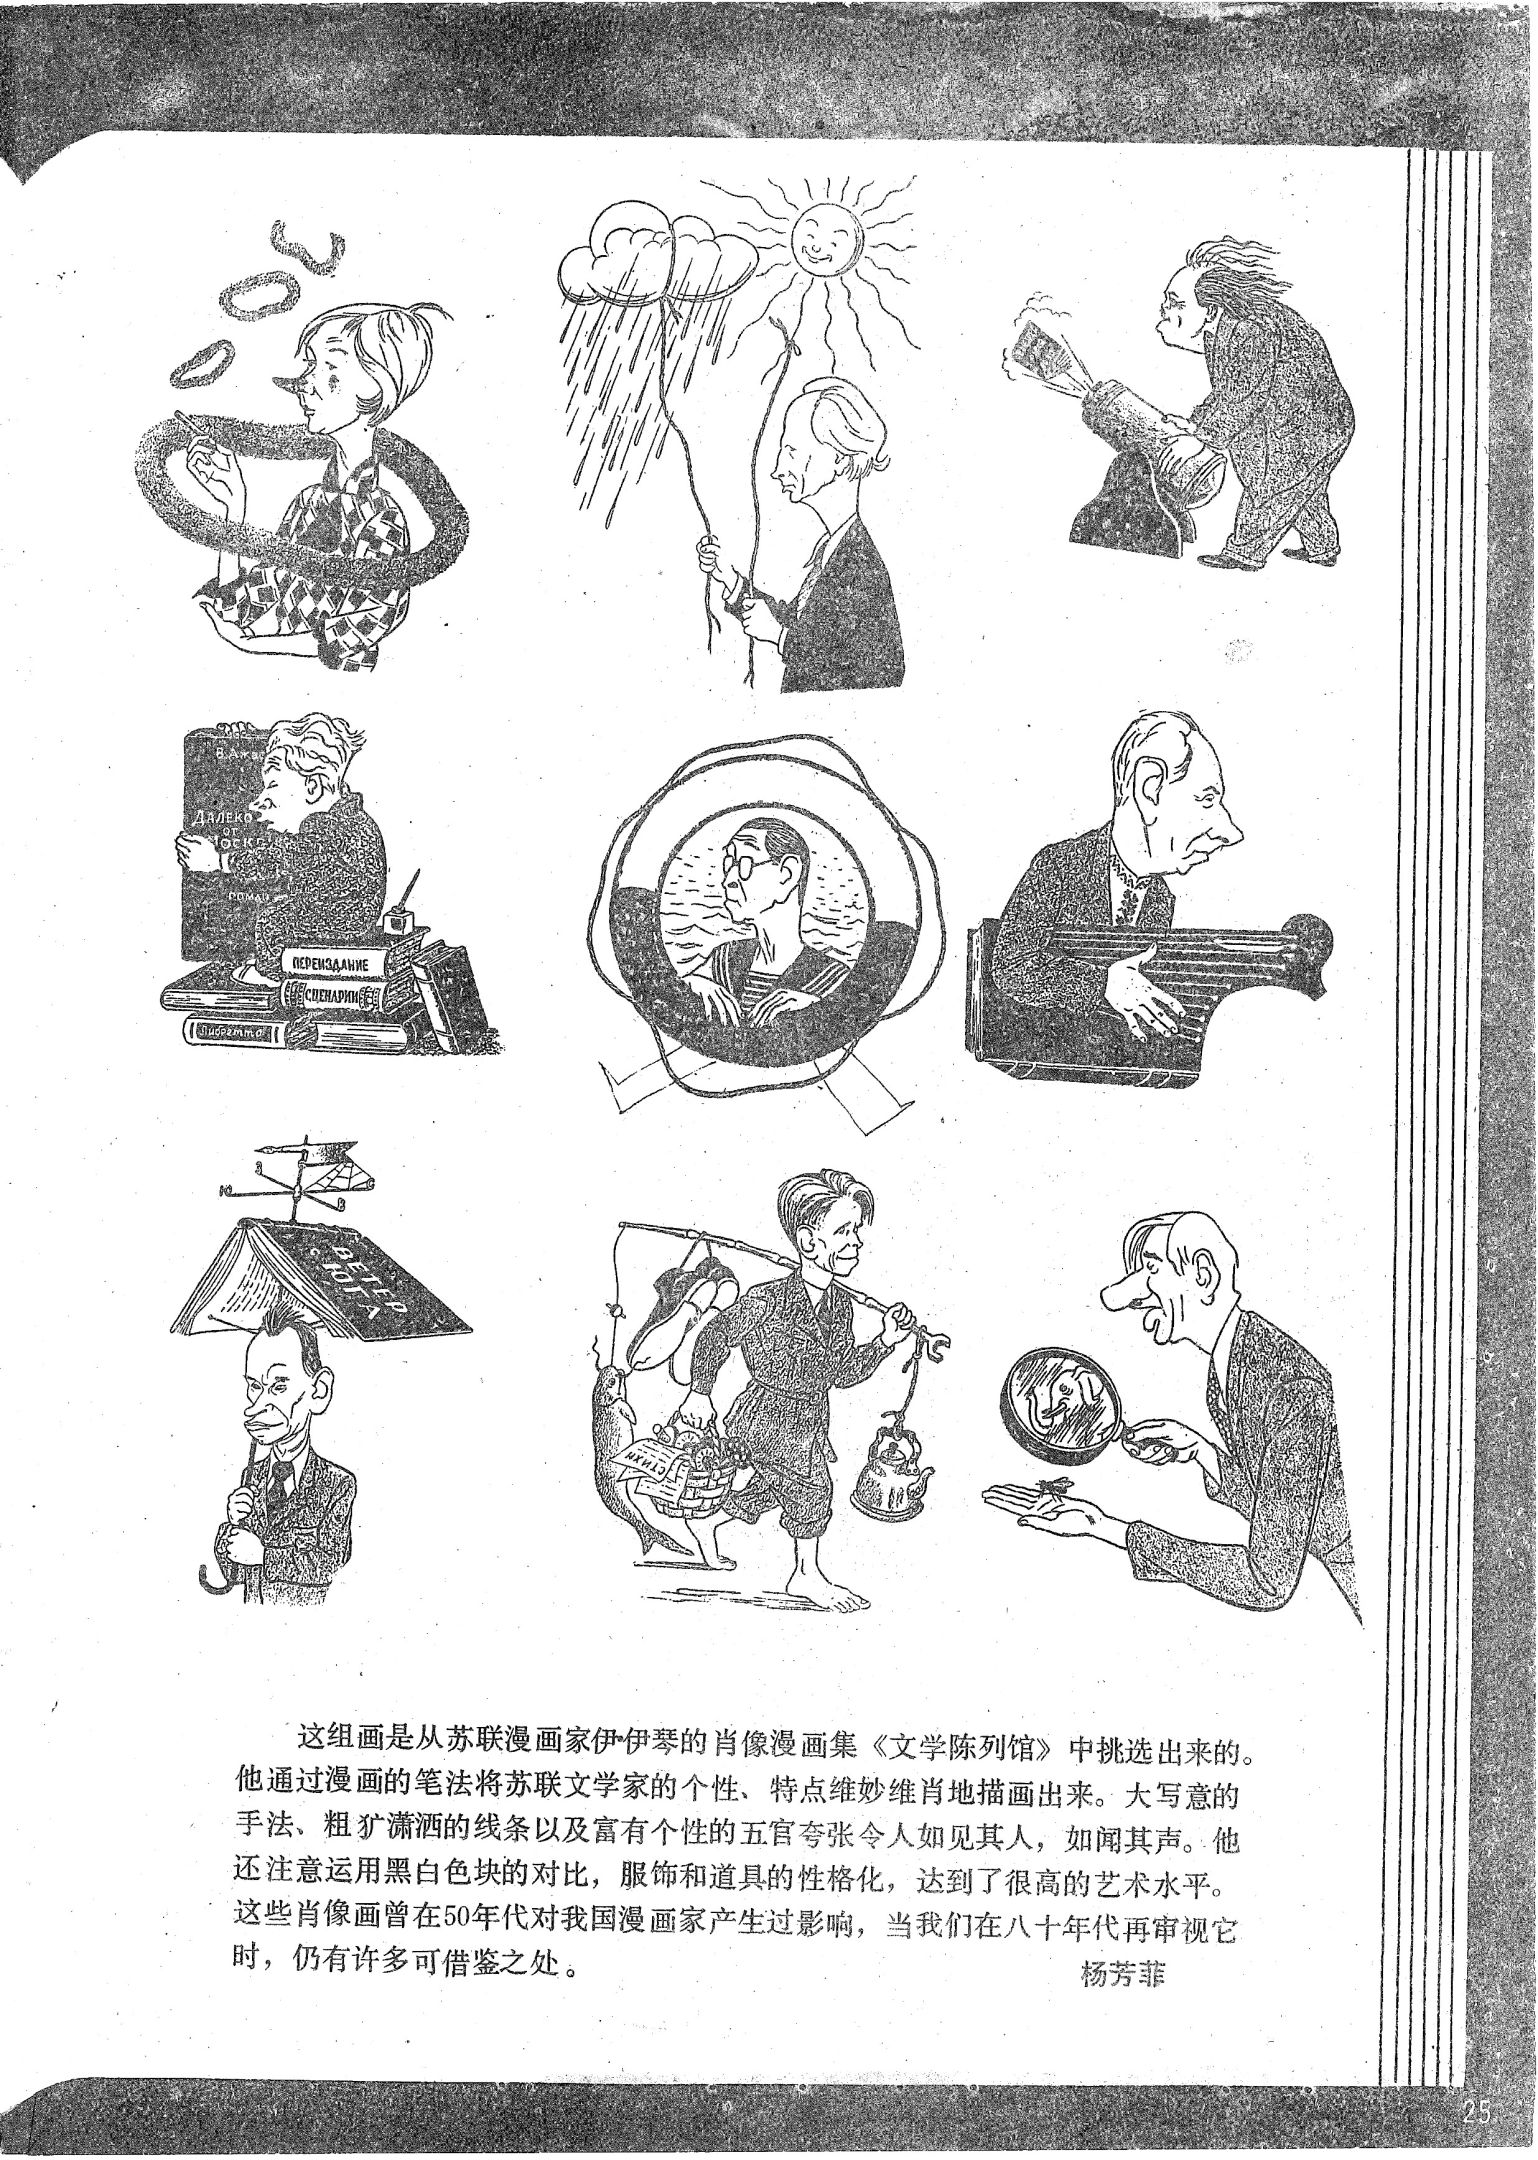 В. Аж
ДАЛЕКО
ОТ
МОСК
РОМАН
ПЕРЕИЗДАНИЕ
СЦЕНАРИИ
Либретто
Ю
В
С
ВЕТЕР
С
ЮГА
СТИХИ
这组画是从苏联漫画家伊·伊琴的肖像漫画集《文学陈列馆》中挑选出来的。
他通过漫画的笔法将苏联文学家的个性、特点维妙维肖地描画出来。大写意的
手法、粗犷潇洒的线条以及富有个性的五官夸张令人如见其人，如闻其声。他
还注意运用黑白色块的对比，服饰和道具的性格化，达到了很高的艺术水平。
这些肖像画曾在50年代对我国漫画家产生过影响，当我们在八十年代再审视它
时，仍有许多可借鉴之处。
杨芳菲
25